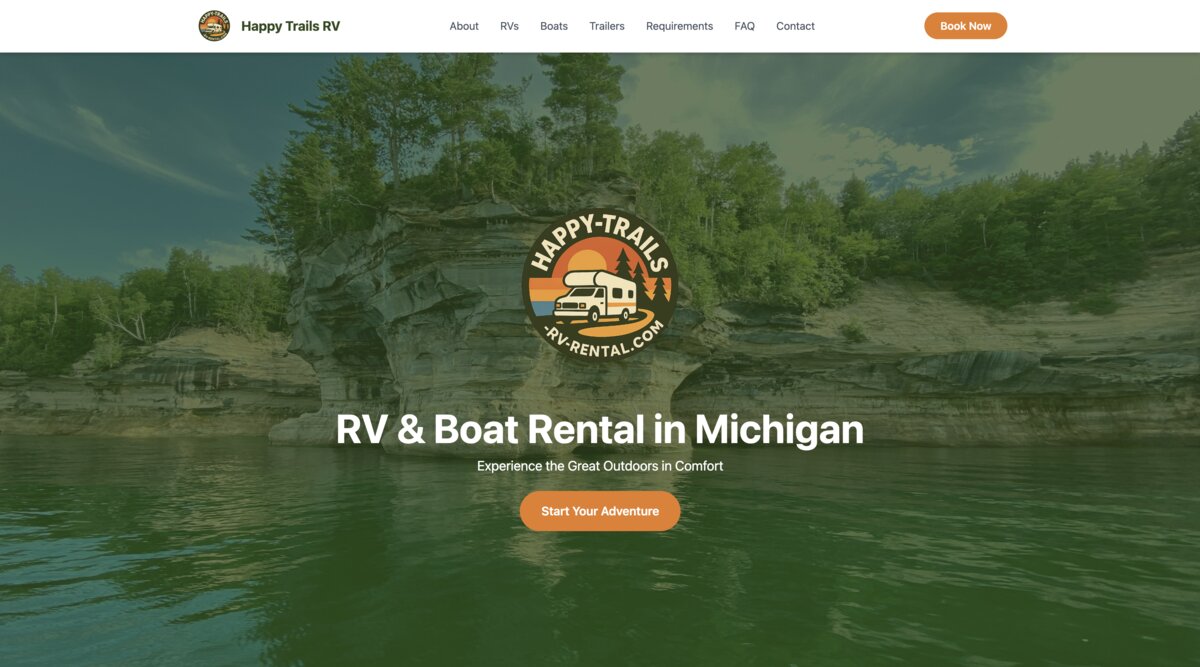 Happy Trails RV
About
RVs
Boats
Trailers
Requirements
FAQ
Contact
Book Now
HAPPY-TRAILS
-RV-RENTAL.COM
RV & Boat Rental in Michigan
Experience the Great Outdoors in Comfort
Start Your Adventure